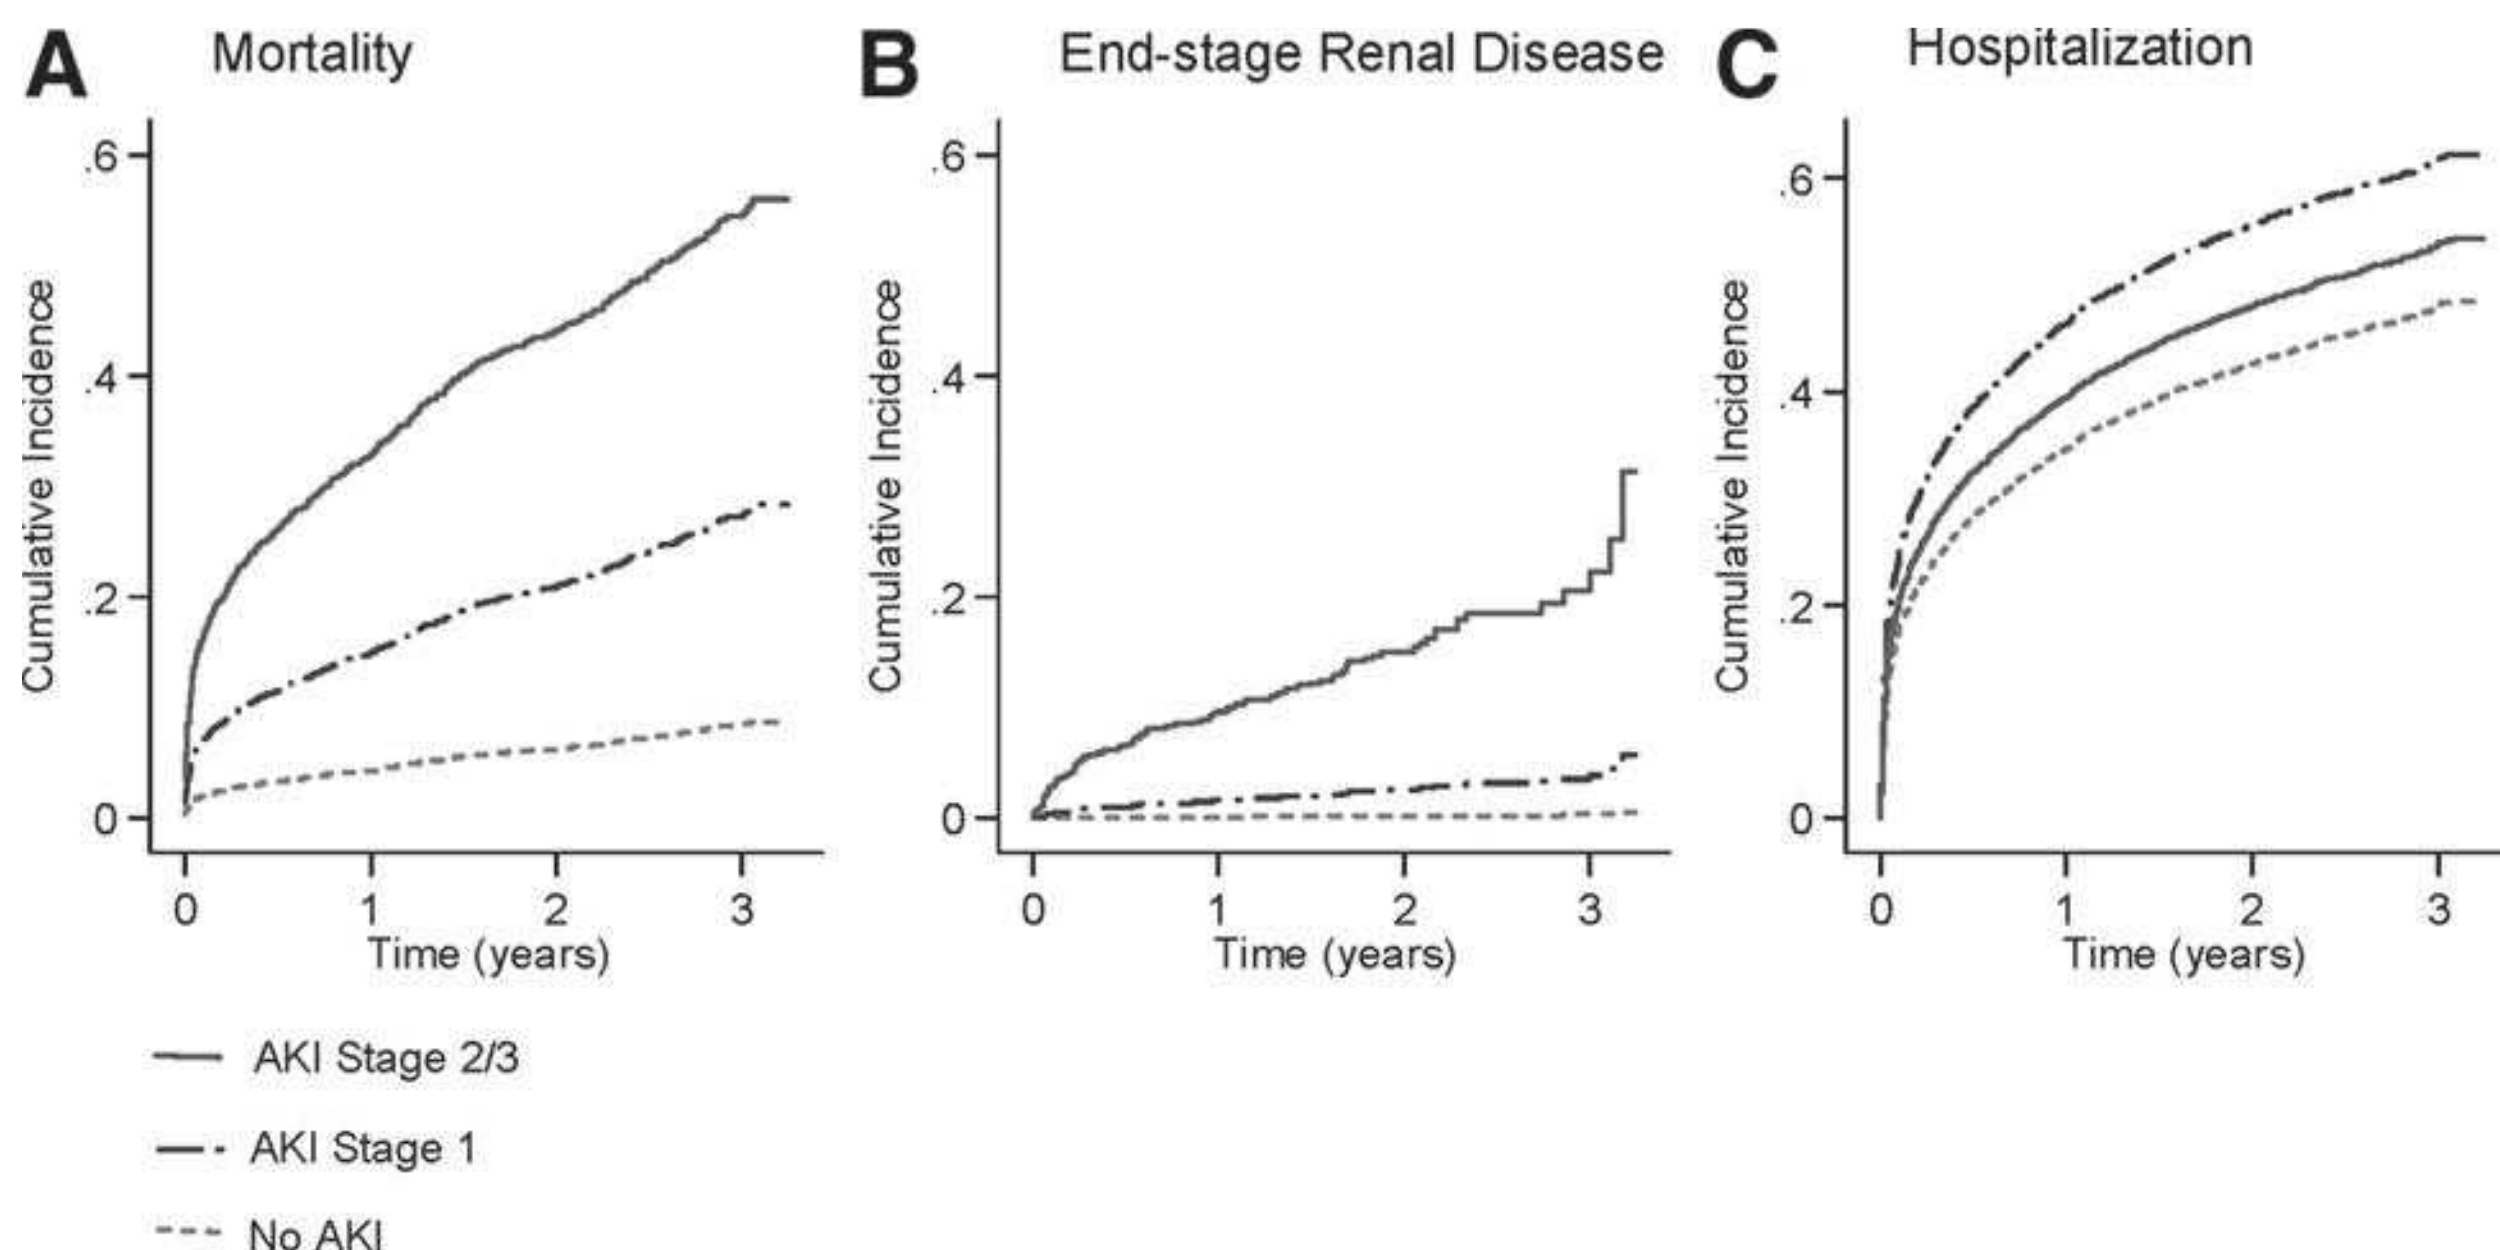 A Mortality
.6
.4
.2
0
Cumulative Incidence
0 1 2 3
Time (years)
B End-stage Renal Disease
.6
.4
.2
0
Cumulative Incidence
0 1 2 3
Time (years)
C Hospitalization
.6
.4
.2
0
Cumulative Incidence
0 1 2 3
Time (years)
AKI Stage 2/3
AKI Stage 1
No AKI